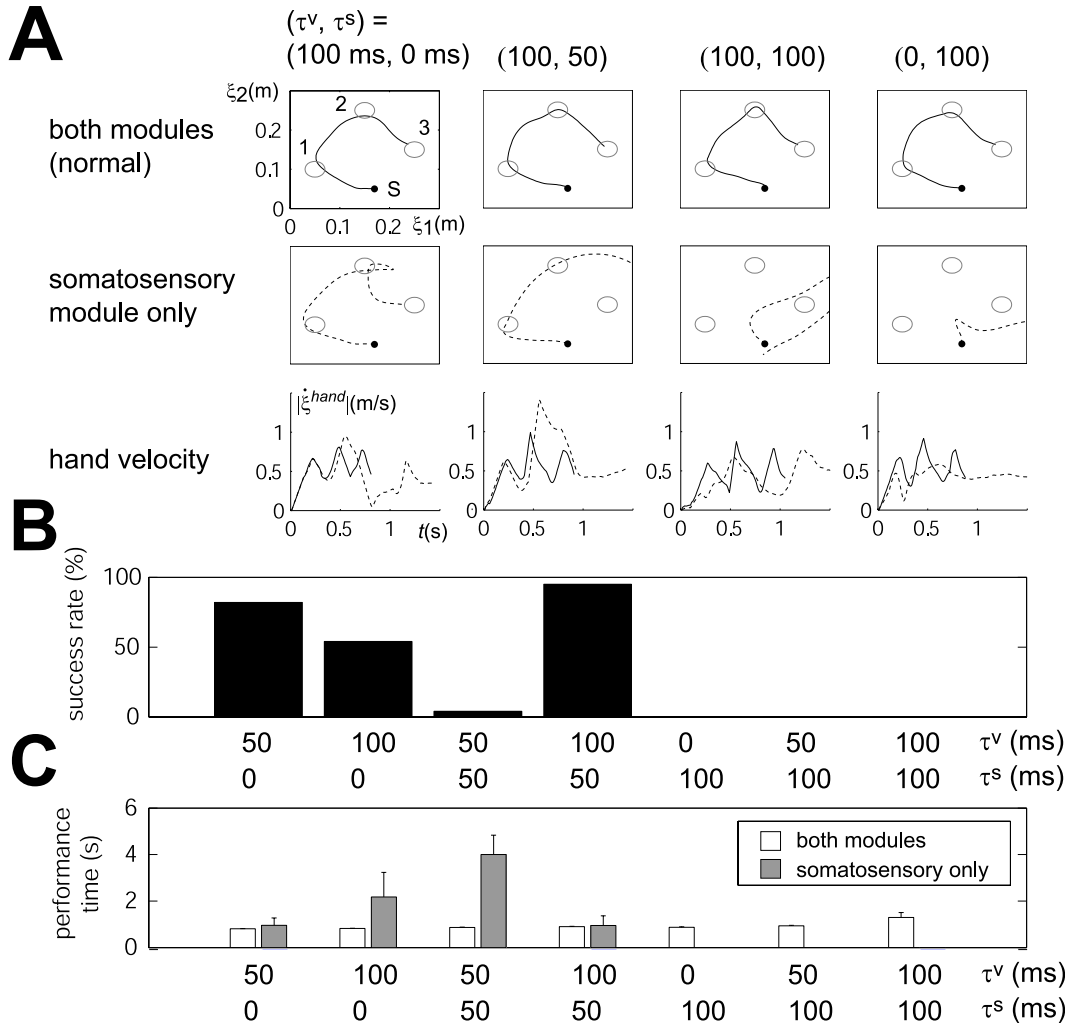 A
(τᵛ, τˢ) =
(100 ms, 0 ms) (100, 50) (100, 100) (0, 100)
both modules
(normal)
ξ2(m)
0.2
0.1
0
0 0.1 0.2 ξ1(m)
1 2 3 S
somatosensory
module only
hand velocity
|ξ̇ʰᵃⁿᵈ|(m/s)
1 1 1 1
0.5 0.5 0.5 0.5
0 0 0 0
0 0.5 1 t(s) 0 0.5 1 0 0.5 1 0 0.5 1
B
success rate (%)
100
50
0
50 100 50 100 0 50 100 τᵛ (ms)
0 0 50 50 100 100 100 τˢ (ms)
C
performance
time (s)
6
4
2
0
both modules
somatosensory only
50 100 50 100 0 50 100 τᵛ (ms)
0 0 50 50 100 100 100 τˢ (ms)